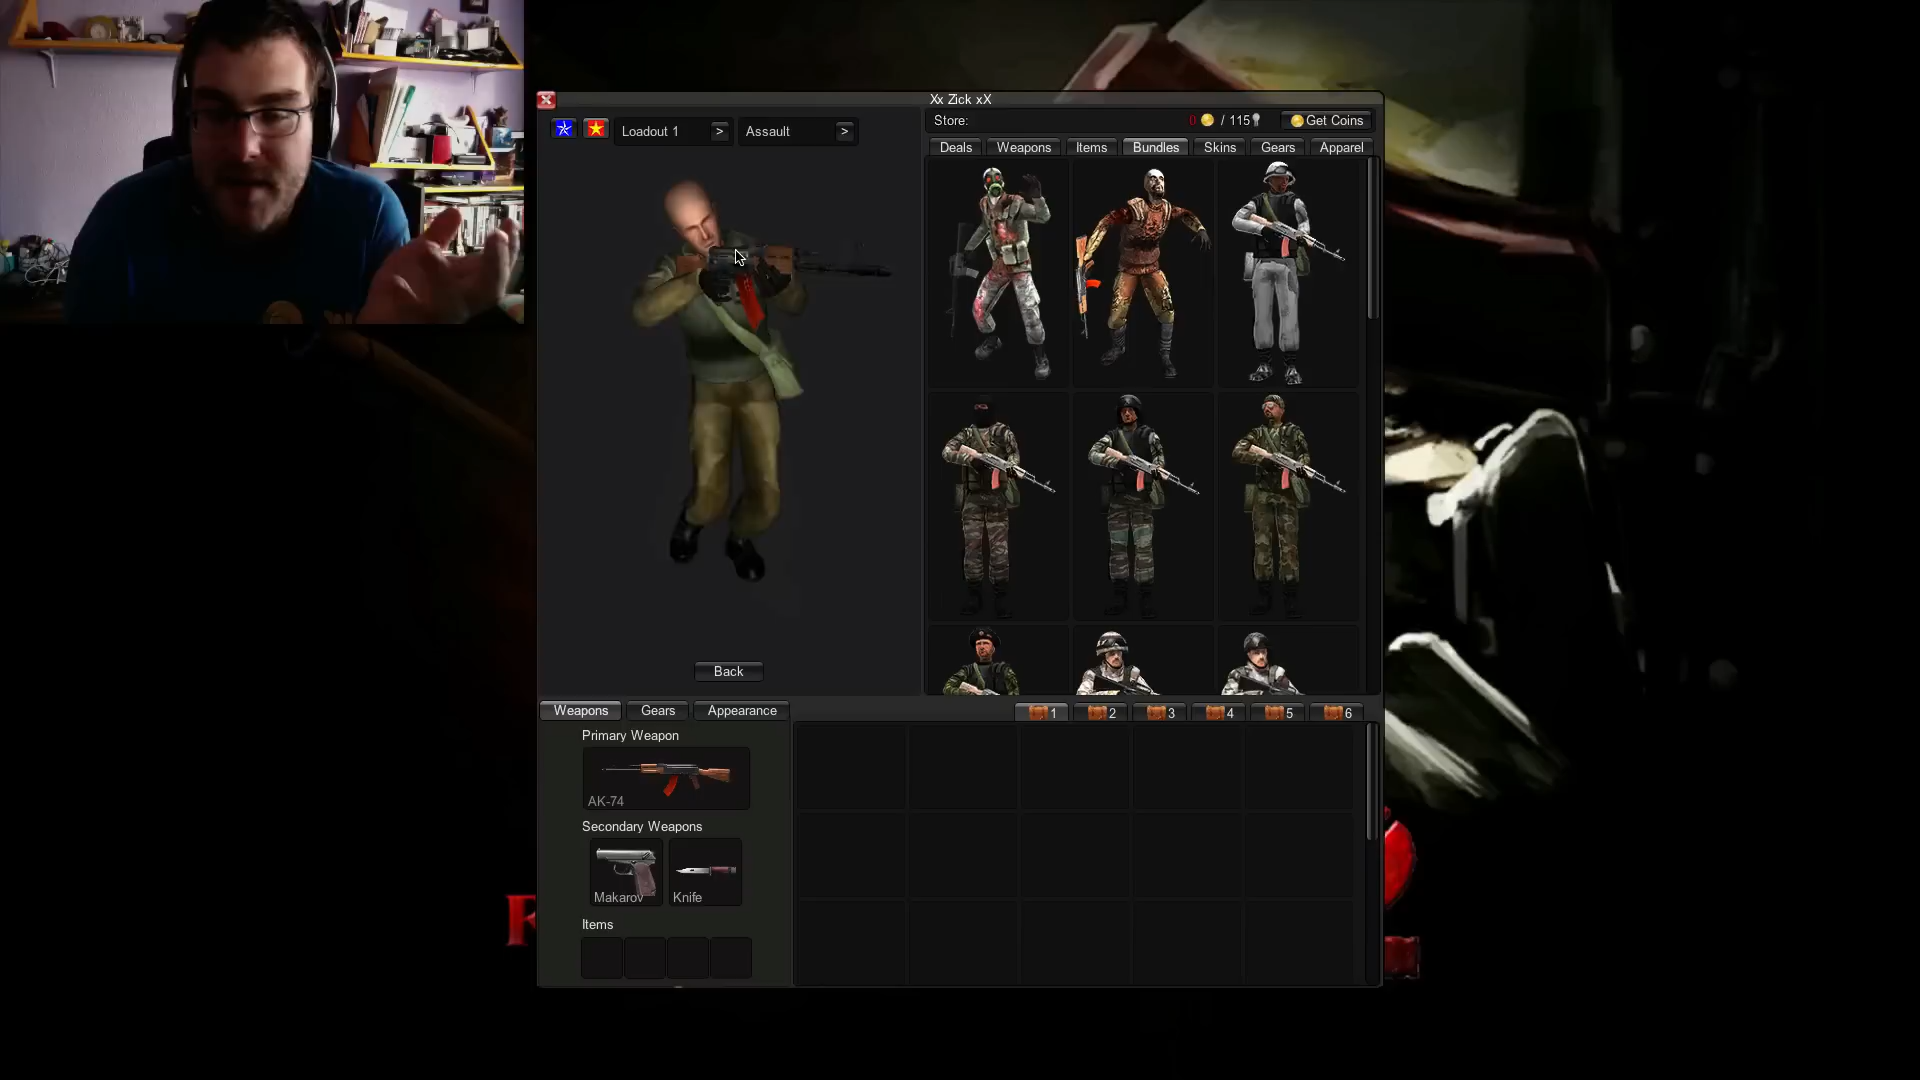 Xx Zick xX
Loadout 1 > Assault >
Store: 0 / 115 Get Coins
Deals Weapons Items Bundles Skins Gears Apparel
Back
Weapons Gears Appearance
1 2 3 4 5 6
Primary Weapon
AK-74
Secondary Weapons
Makarov Knife
Items